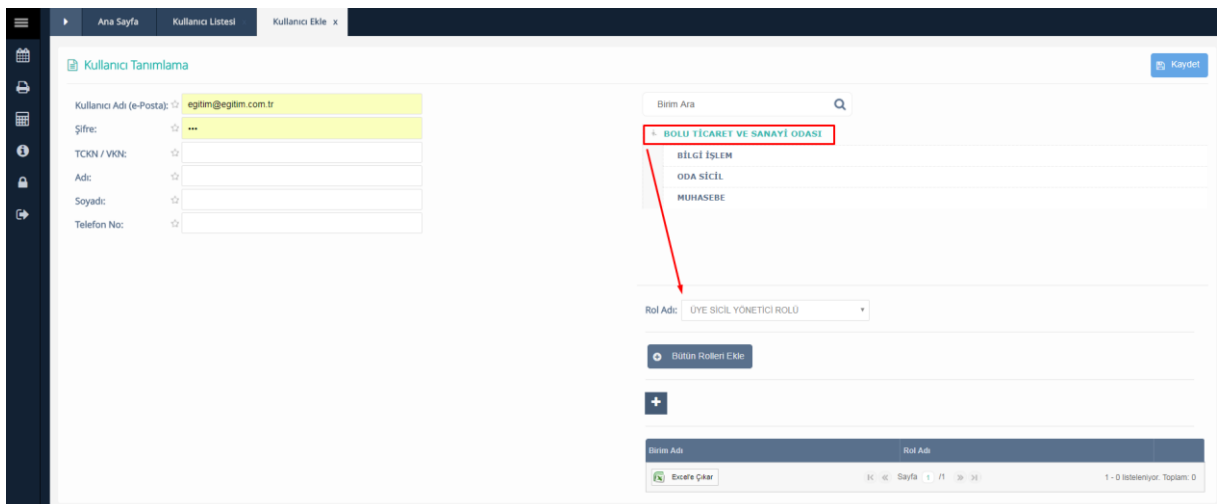 Ana Sayfa Kullanıcı Listesi Kullanıcı Ekle x
Kullanıcı Tanımlama
Kaydet
Kullanıcı Adı (e-Posta): egitim@egitim.com.tr
Şifre: •••
TCKN / VKN:
Adı:
Soyadı:
Telefon No:
Birim Ara
BOLU TİCARET VE SANAYİ ODASI
BİLGİ İŞLEM
ODA SİCİL
MUHASEBE
Rol Adı: ÜYE SİCİL YÖNETİCİ ROLÜ
Bütün Rolleri Ekle
Birim Adı Rol Adı
Excel'e Çıkar Sayfa 1 /1 1 - 0 listeleniyor. Toplam: 0